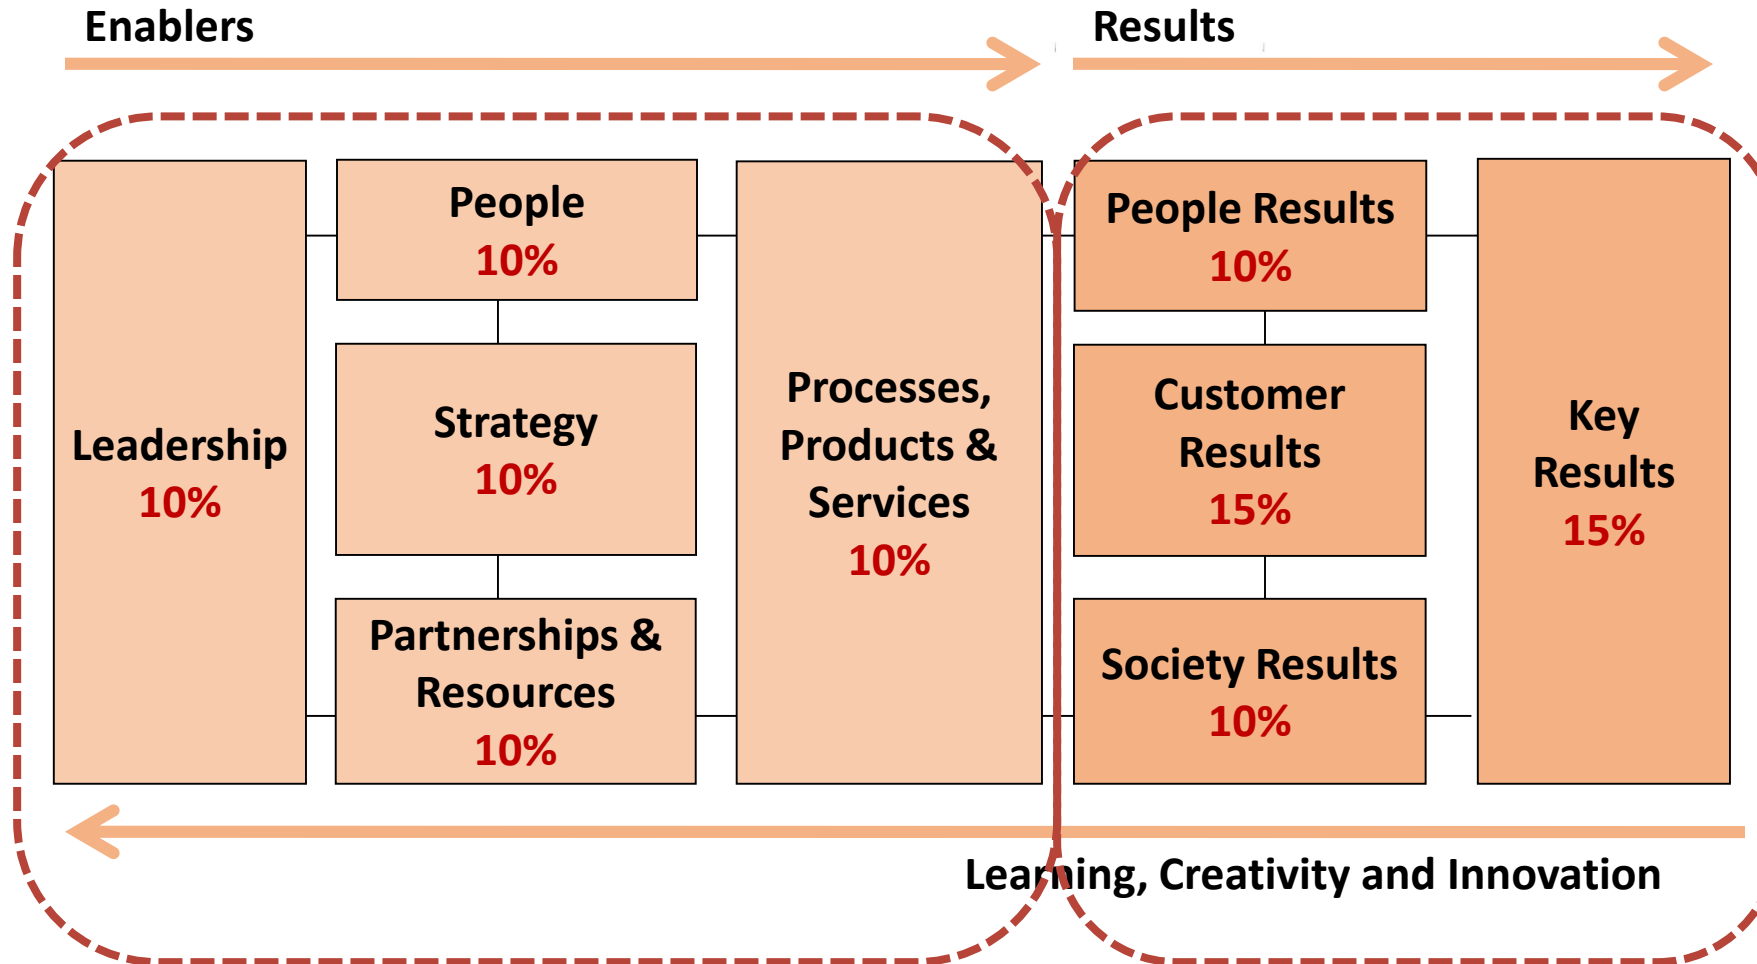 Enablers
Results
Leadership
10%
People
10%
Strategy
10%
Partnerships &
Resources
10%
Processes,
Products &
Services
10%
People Results
10%
Customer
Results
15%
Society Results
10%
Key
Results
15%
Learning, Creativity and Innovation